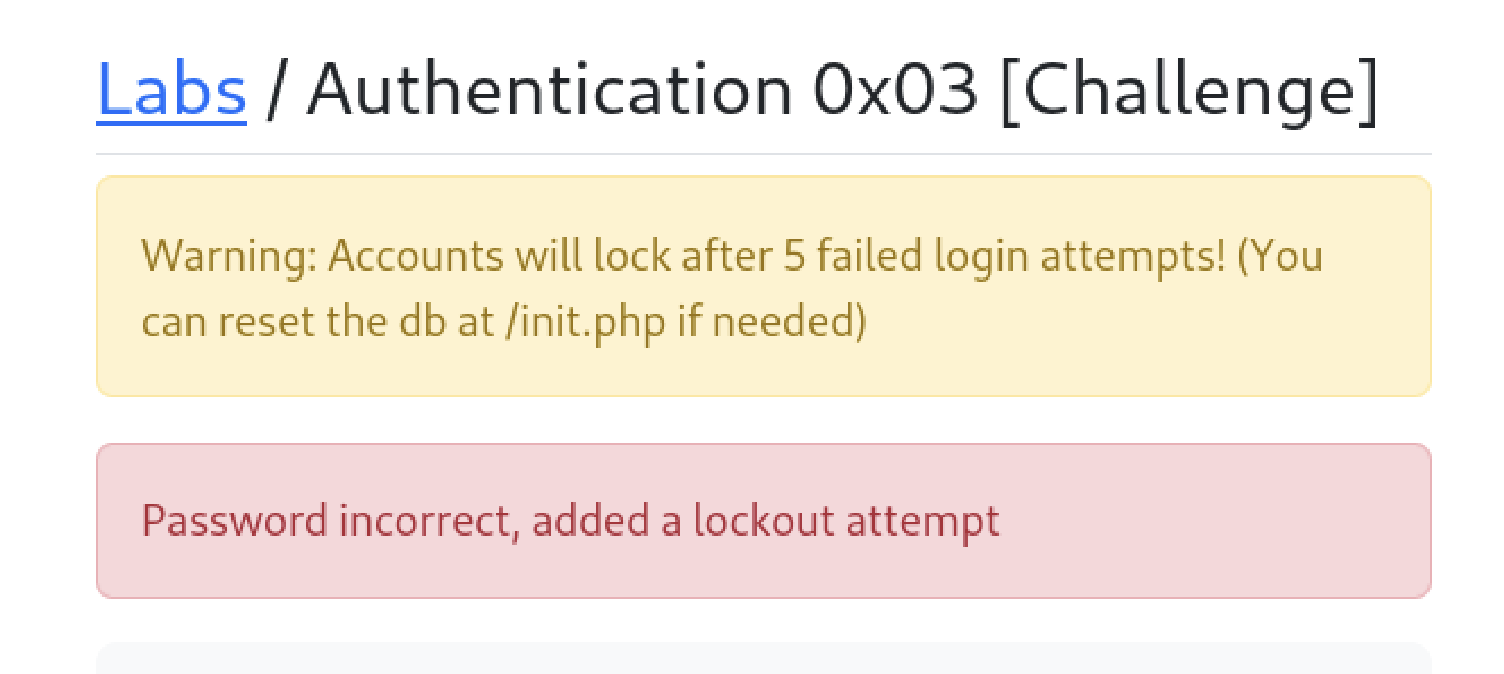 Labs / Authentication 0x03 [Challenge]
Warning: Accounts will lock after 5 failed login attempts! (You
can reset the db at /init.php if needed)
Password incorrect, added a lockout attempt